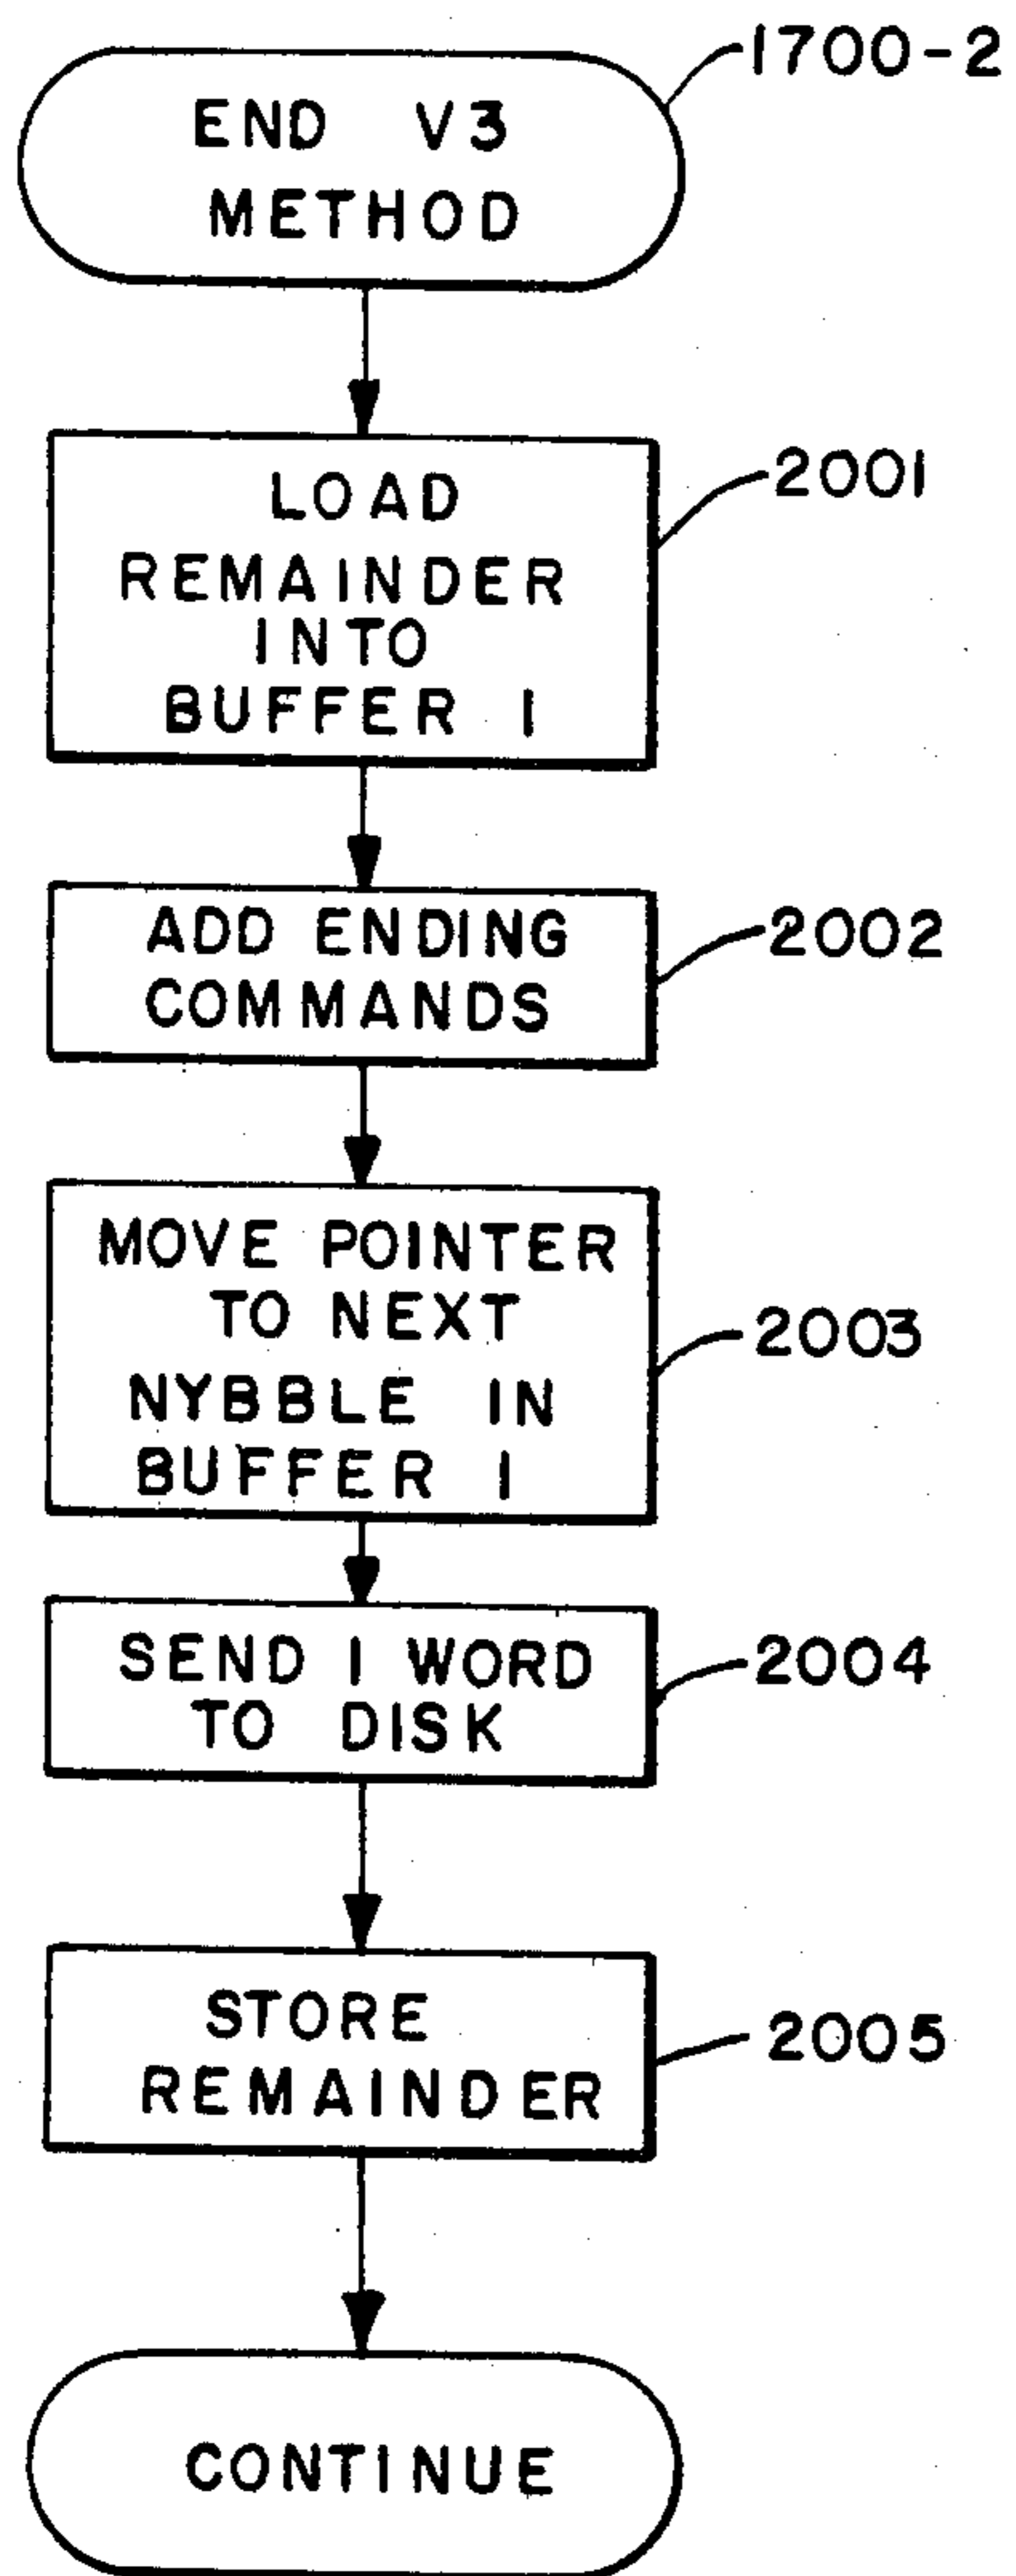 1700-2
END V3
METHOD
LOAD
REMAINDER
INTO
BUFFER 1
2001
ADD ENDING
COMMANDS
2002
MOVE POINTER
TO NEXT
NYBBLE IN
BUFFER 1
2003
SEND 1 WORD
TO DISK
2004
STORE
REMAINDER
2005
CONTINUE